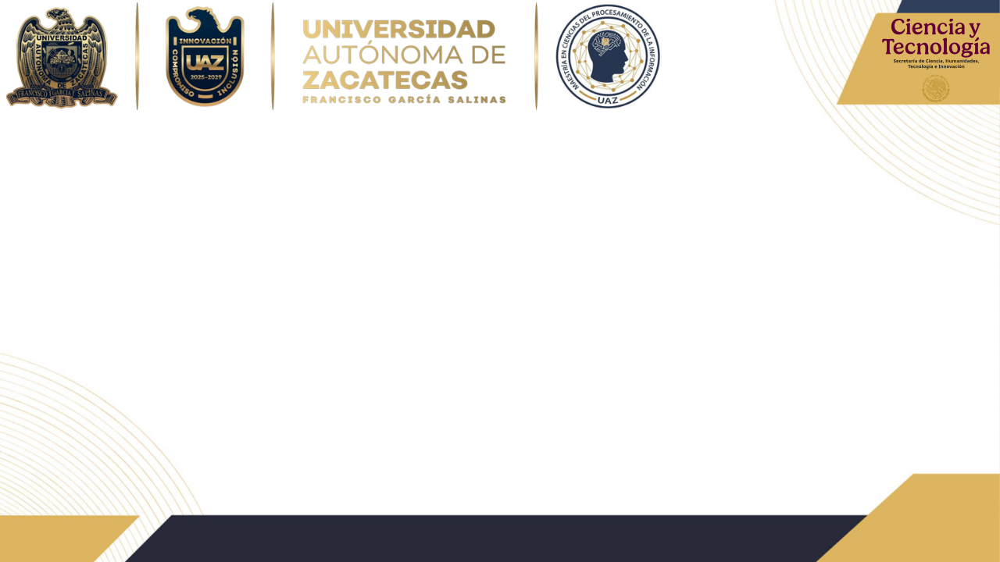 UNIVERSIDAD
AUTÓNOMA DE ZACATECAS
FRANCISCO GARCÍA SALINAS
INNOVACIÓN
COMPROMISO
INCLUSIÓN
UAZ
2025-2029
UNIVERSIDAD
AUTÓNOMA DE
ZACATECAS
FRANCISCO GARCÍA SALINAS
MAESTRÍA EN CIENCIAS DEL PROCESAMIENTO DE LA INFORMACIÓN
UAZ
Ciencia y
Tecnología
Secretaría de Ciencia, Humanidades,
Tecnología e Innovación